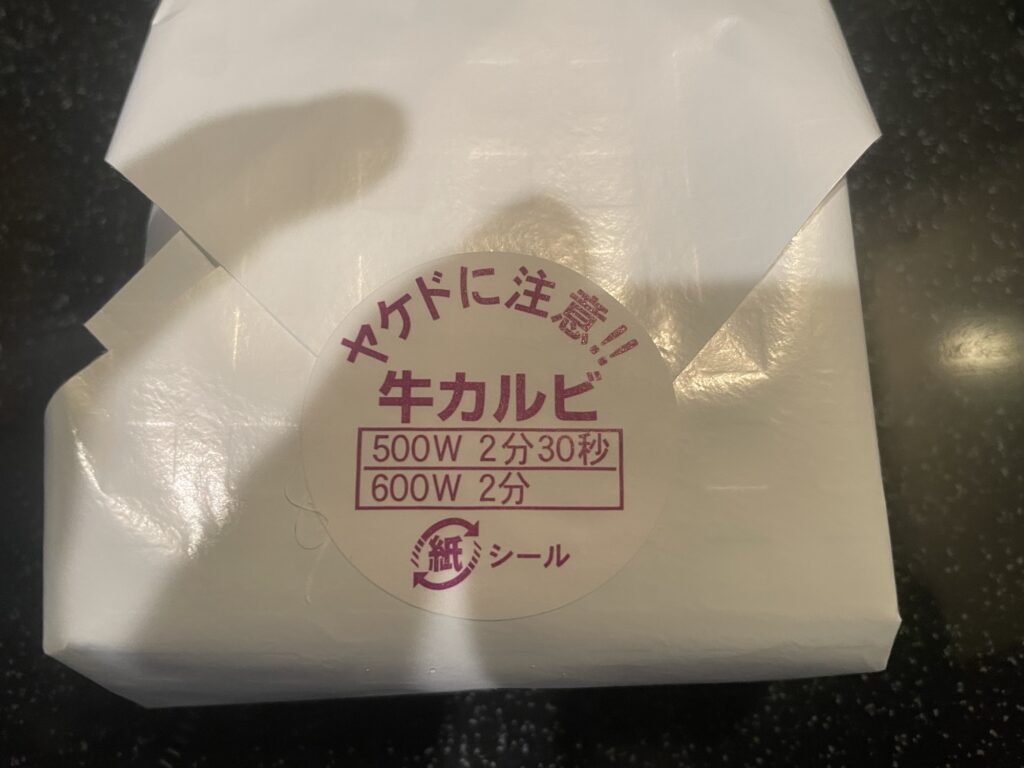 ヤケドに注意!!
牛カルビ
500W 2分30秒
600W 2分
紙 シール